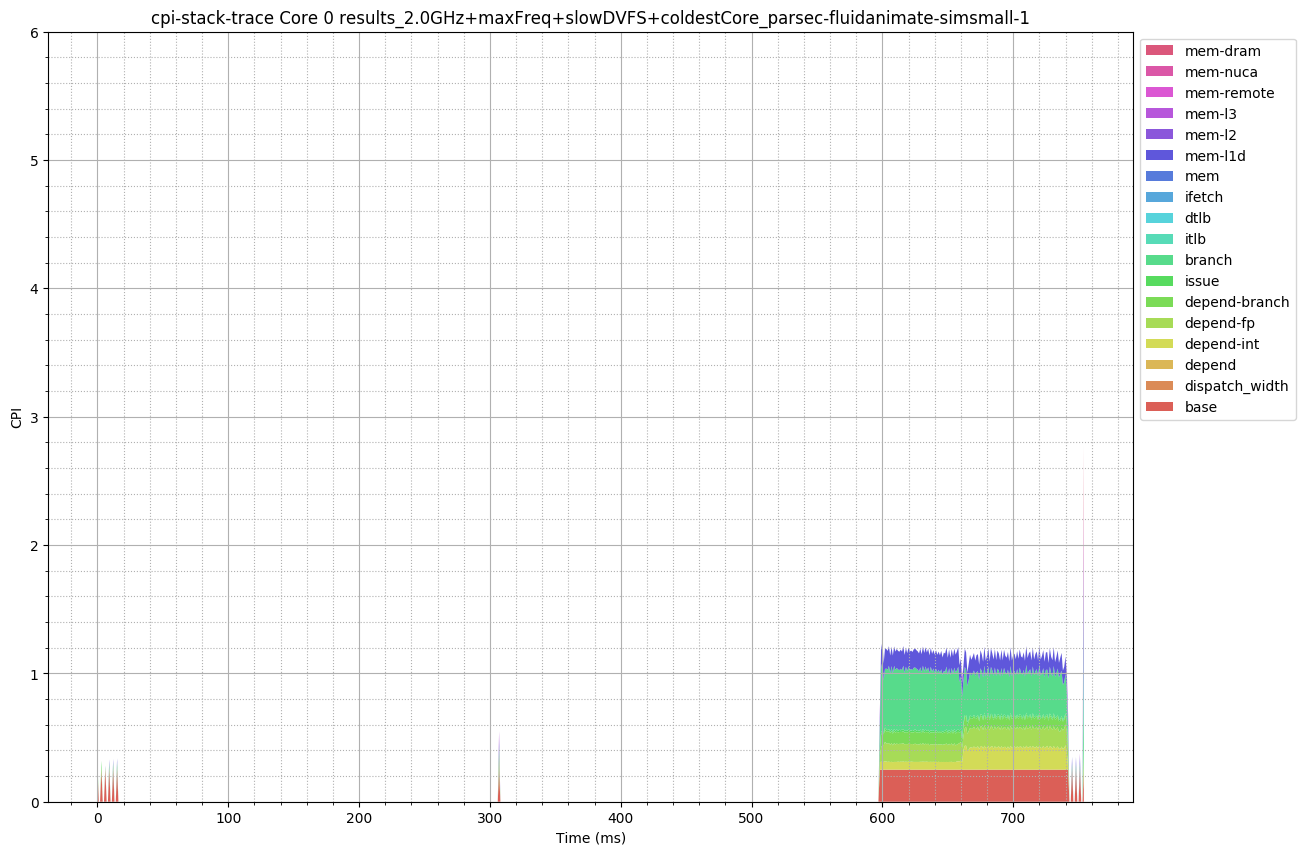 cpi-stack-trace Core 0 results_2.0GHz+maxFreq+slowDVFS+coldestCore_parsec-fluidanimate-simsmall-1
6
5
4
3
2
1
0
CPI
0 100 200 300 400 500 600 700
Time (ms)
mem-dram
mem-nuca
mem-remote
mem-l3
mem-l2
mem-l1d
mem
ifetch
dtlb
itlb
branch
issue
depend-branch
depend-fp
depend-int
depend
dispatch_width
base